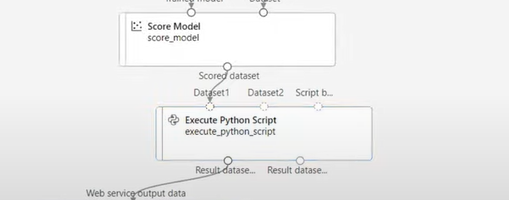 Trained model Dataset
Score Model
score_model
Scored dataset
Dataset1 Dataset2 Script b...
Execute Python Script
execute_python_script
Result datase... Result datase...
Web service output data